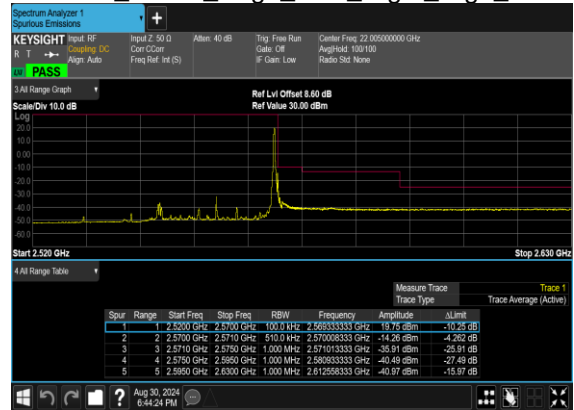 Spectrum Analyzer 1
Spurious Emissions
KEYSIGHT Input: RF Input Z: 50 Ω Atten: 40 dB Trig: Free Run Center Freq: 22.005000000 GHz
R T Coupling: DC Corr CCorr Gate: Off Avg|Hold: 100/100
Align: Auto Freq Ref: Int (S) IF Gain: Low Radio Std: None
PASS
3 All Range Graph
Ref Lvl Offset 8.60 dB
Scale/Div 10.0 dB Ref Value 30.00 dBm
Log
20.0
10.0
0.00
-10.0
-20.0
-30.0
-40.0
-50.0
-60.0
Start 2.520 GHz Stop 2.630 GHz
4 All Range Table
Measure Trace Trace 1
Trace Type Trace Average (Active)
Spur Range Start Freq Stop Freq RBW Frequency Amplitude ΔLimit
1 1 2.5200 GHz 2.5700 GHz 100.0 kHz 2.569333333 GHz 19.75 dBm -10.25 dB
2 2 2.5700 GHz 2.5710 GHz 510.0 kHz 2.570008333 GHz -14.26 dBm -4.262 dB
3 3 2.5710 GHz 2.5750 GHz 1.000 MHz 2.571013333 GHz -35.91 dBm -25.91 dB
4 4 2.5750 GHz 2.5950 GHz 1.000 MHz 2.580933333 GHz -40.49 dBm -27.49 dB
5 5 2.5950 GHz 2.6300 GHz 1.000 MHz 2.612558333 GHz -40.97 dBm -15.97 dB
? Aug 30, 2024
6:44:24 PM